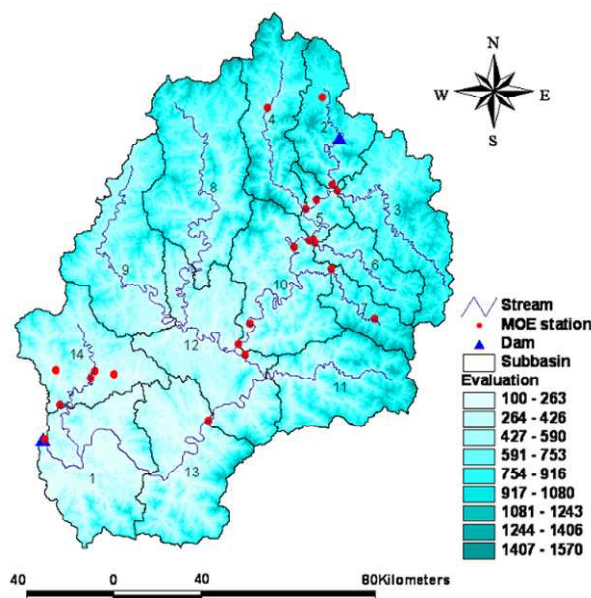 N
W E
S
4
2
3
8
5
6
9
10
7
12
14
11
1
13
Stream
MOE station
Dam
Subbasin
Evaluation
100 - 263
264 - 426
427 - 590
591 - 753
754 - 916
917 - 1080
1081 - 1243
1244 - 1406
1407 - 1570
40 0 40 80Kilometers